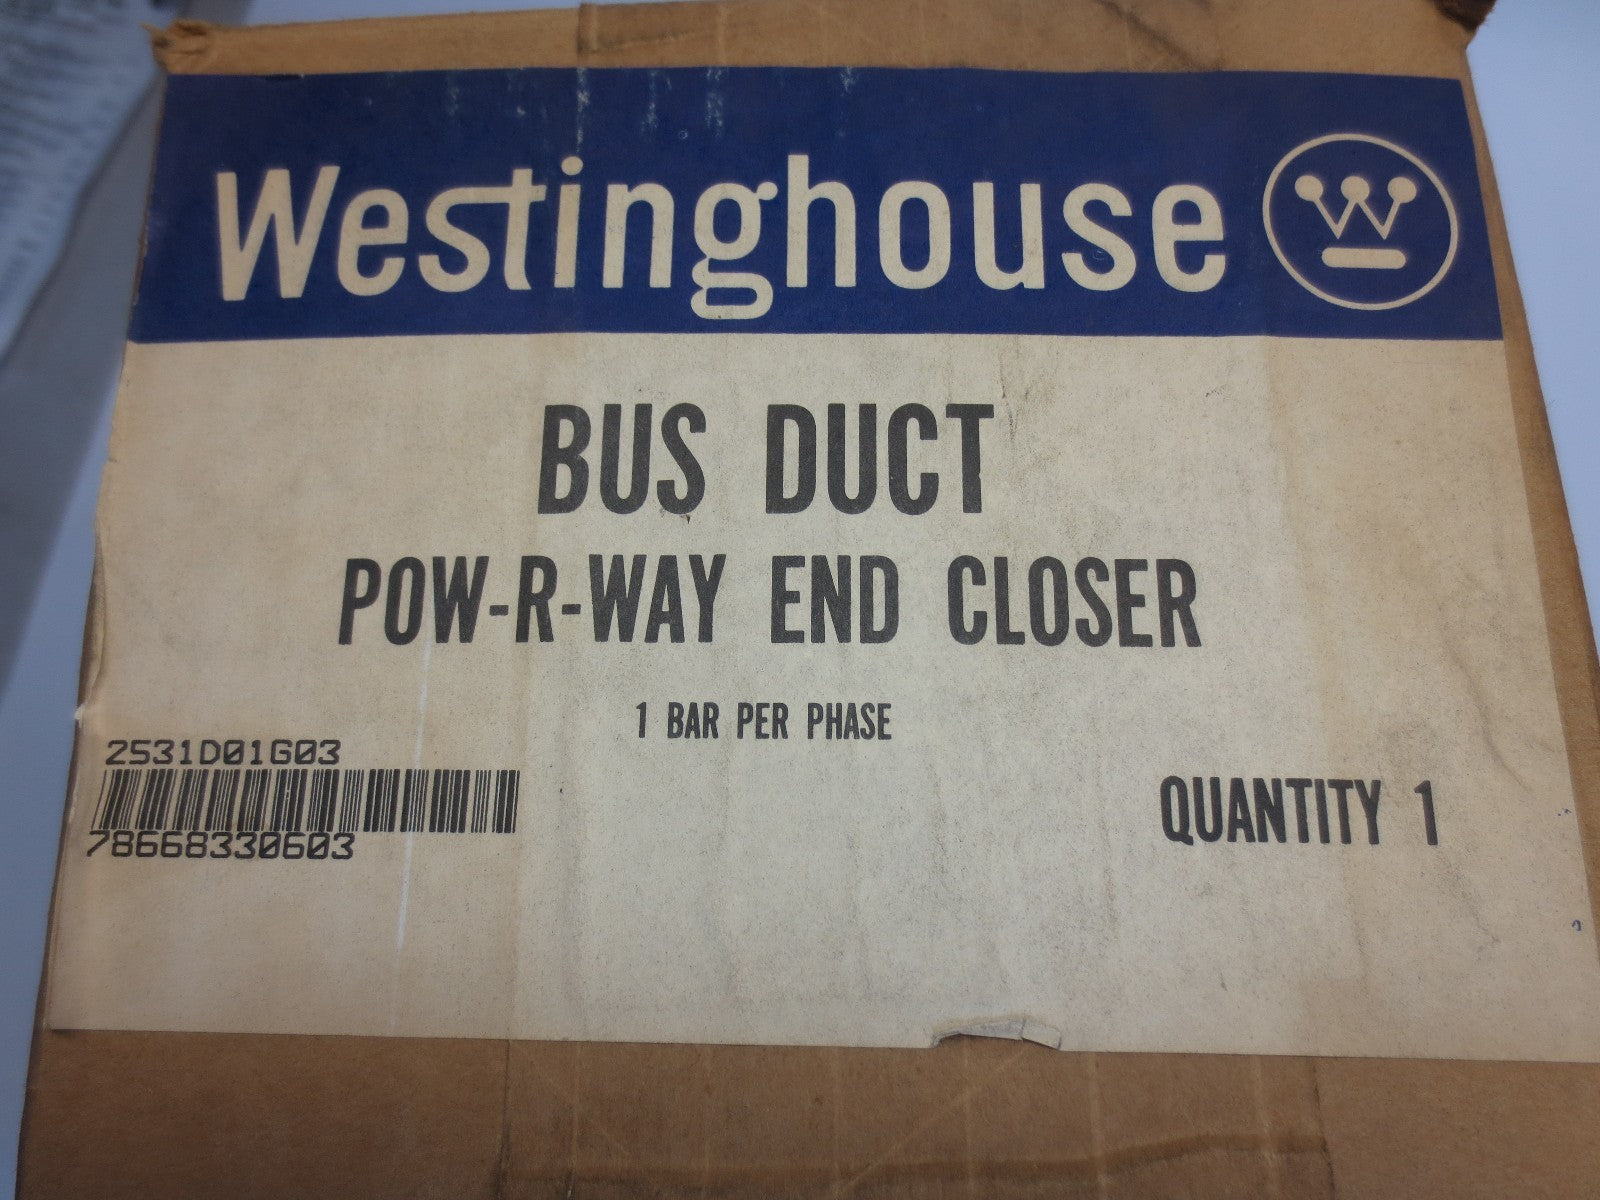 Westinghouse W
BUS DUCT
POW-R-WAY END CLOSER
1 BAR PER PHASE
2531D01G03
78668330603
QUANTITY 1